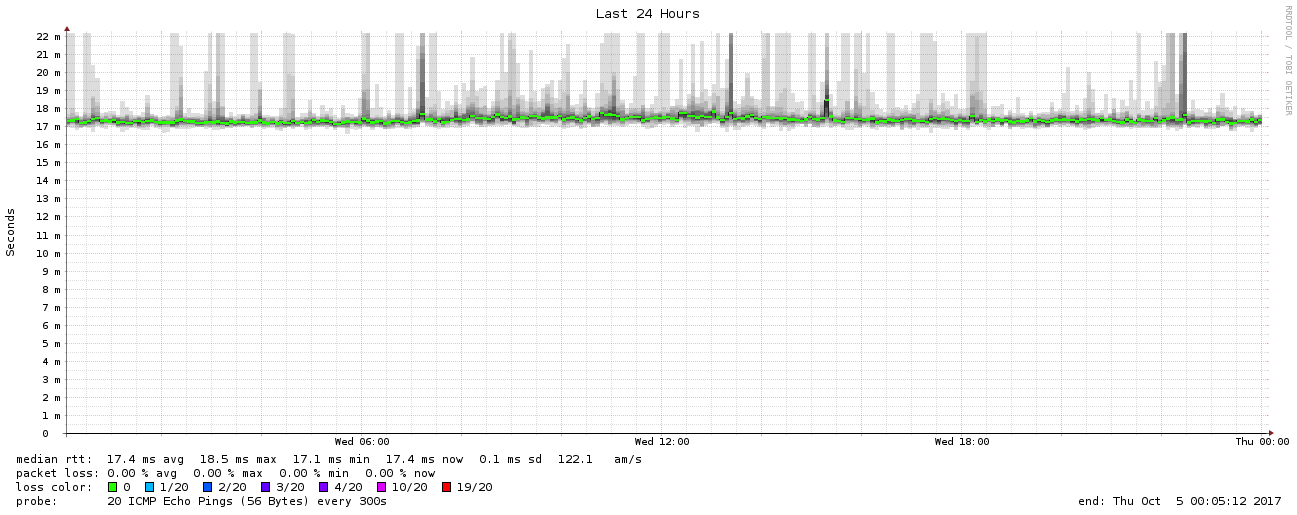 Last 24 Hours
RRDTOOL / TOBI OETIKER
22 m
21 m
20 m
19 m
18 m
17 m
16 m
15 m
14 m
13 m
12 m
11 m
10 m
9 m
8 m
7 m
6 m
5 m
4 m
3 m
2 m
1 m
0
Seconds
Wed 06:00 Wed 12:00 Wed 18:00 Thu 00:00
median rtt: 17.4 ms avg 18.5 ms max 17.1 ms min 17.4 ms now 0.1 ms sd 122.1 am/s
packet loss: 0.00 % avg 0.00 % max 0.00 % min 0.00 % now
loss color: 0 1/20 2/20 3/20 4/20 10/20 19/20
probe: 20 ICMP Echo Pings (56 Bytes) every 300s end: Thu Oct 5 00:05:12 2017